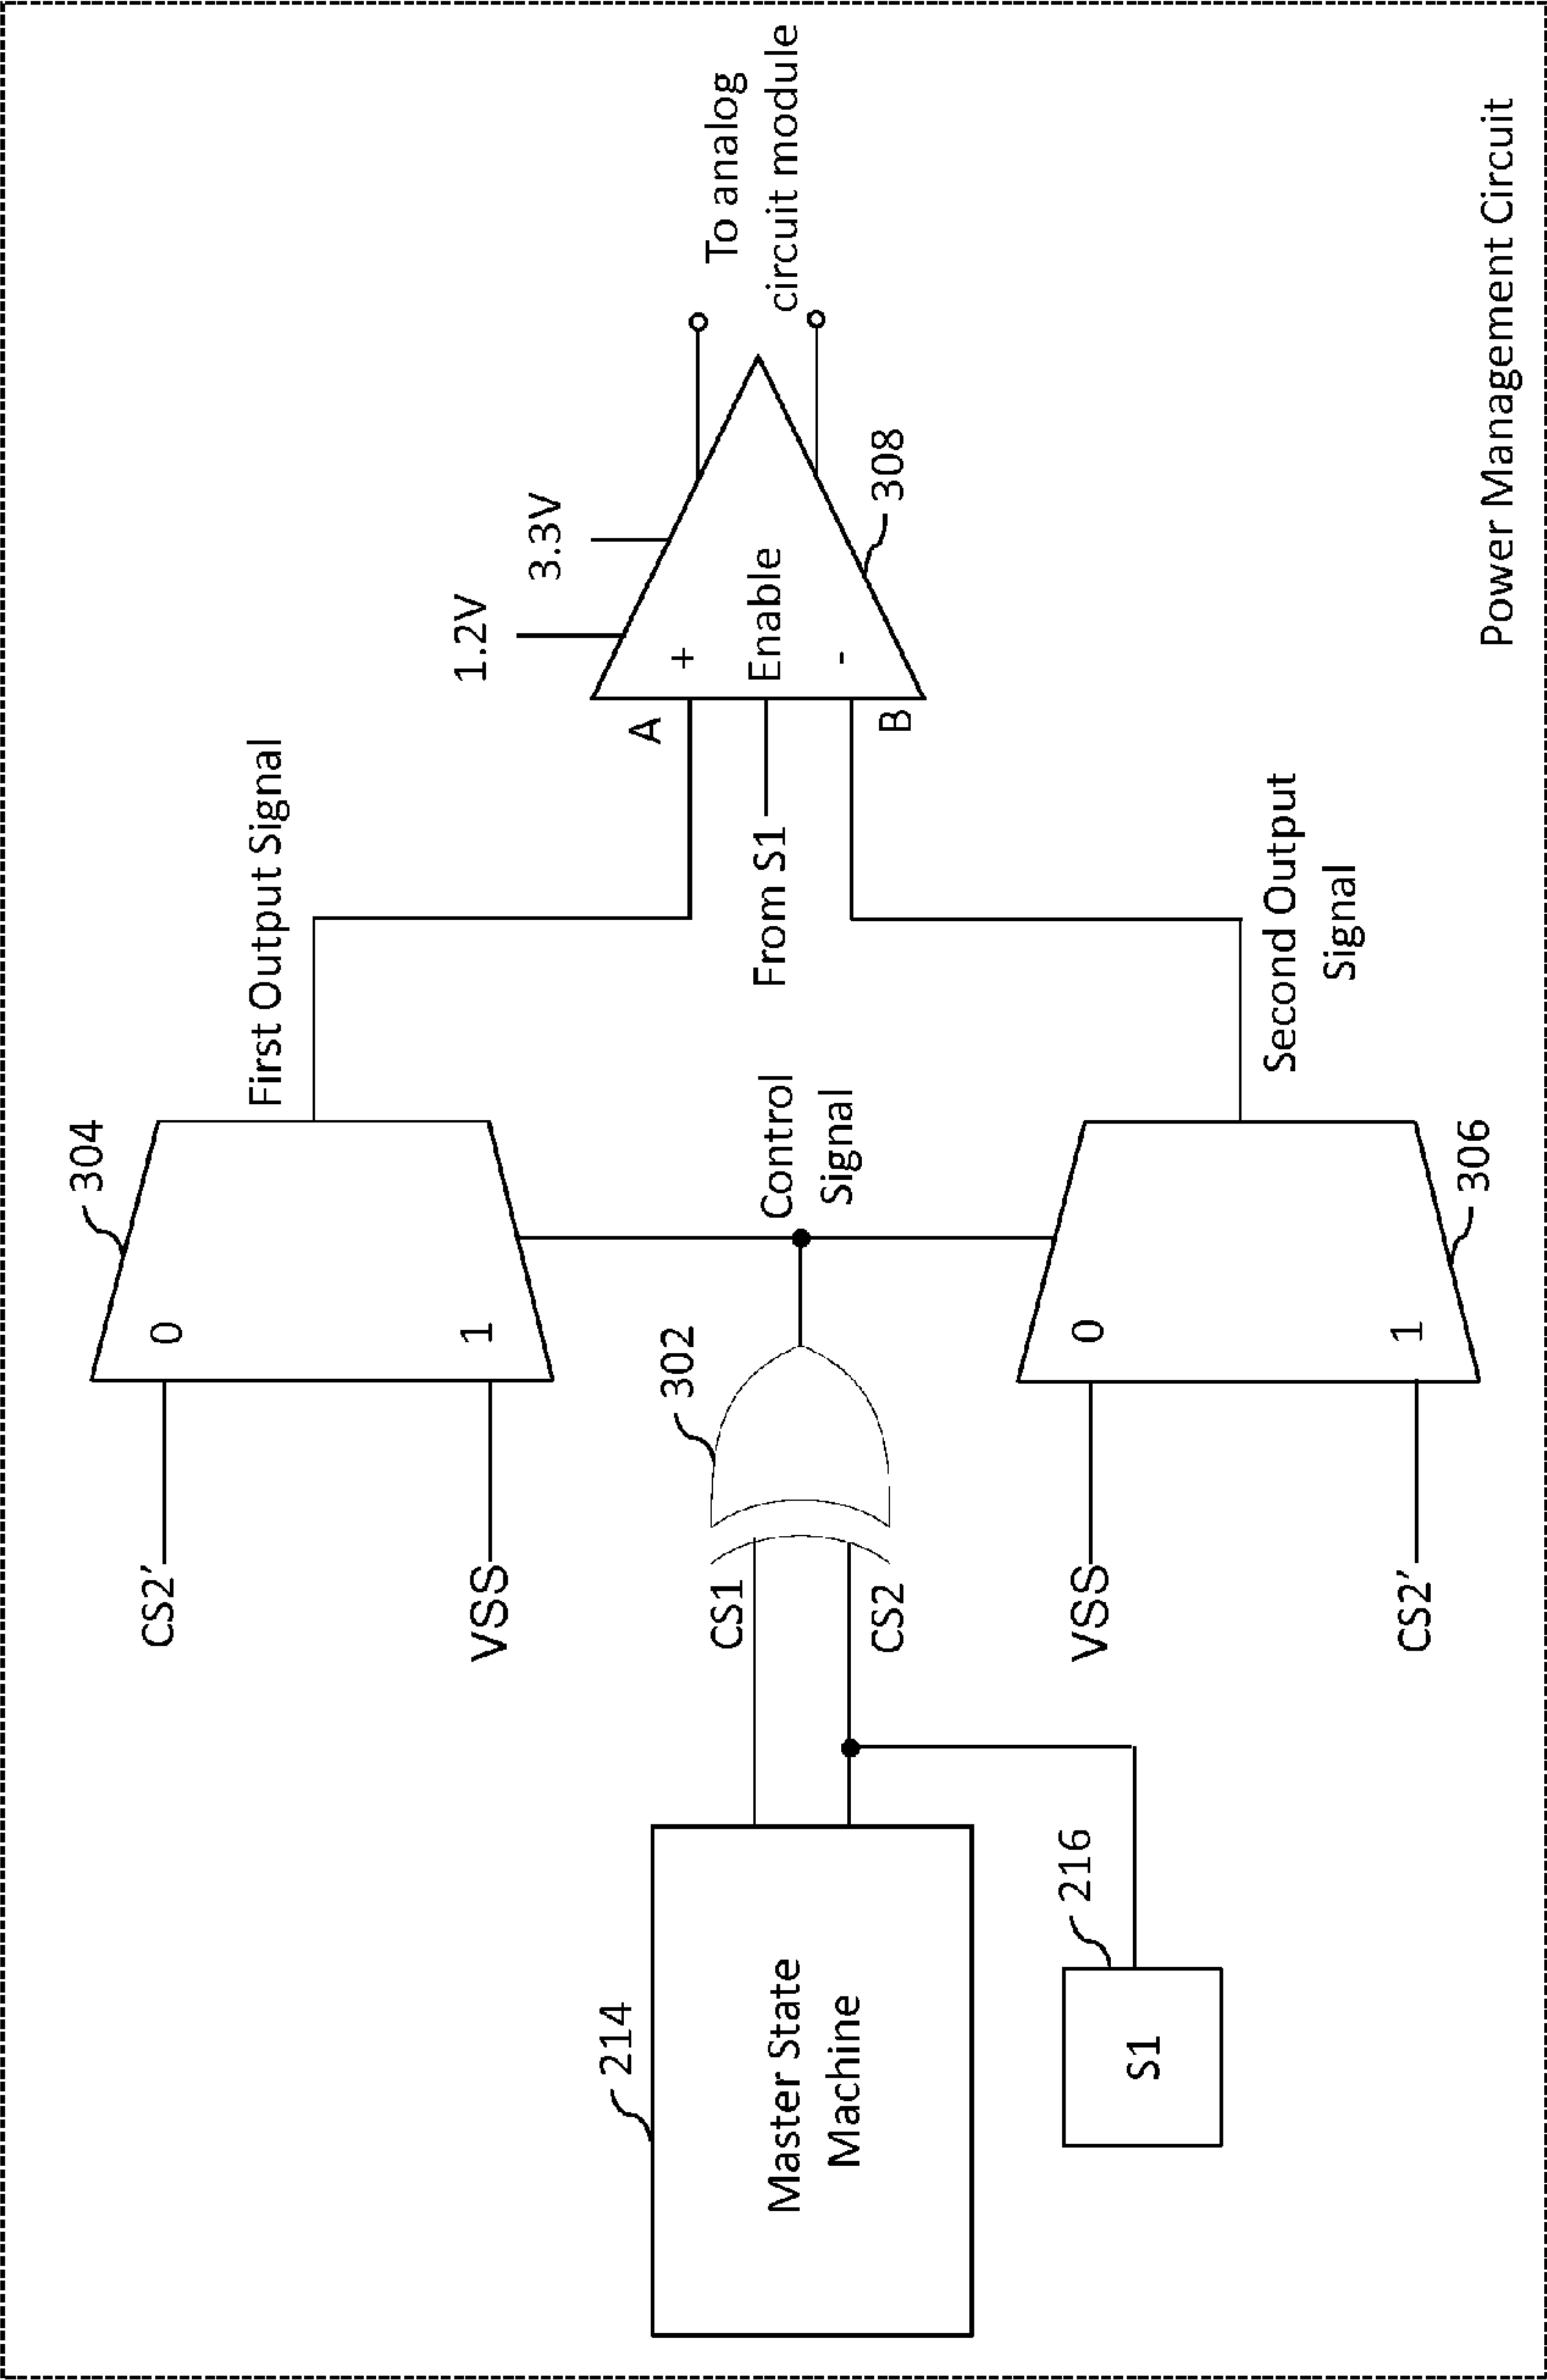 304
First Output Signal
CS2'
0
VSS
1
1.2V
3.3V
To analog
circuit module
A
+
From S1
Enable
-
B
308
214
Master State
Machine
CS1
CS2
302
Control
Signal
216
S1
VSS
0
CS2'
1
306
Second Output
Signal
Power Management Circuit